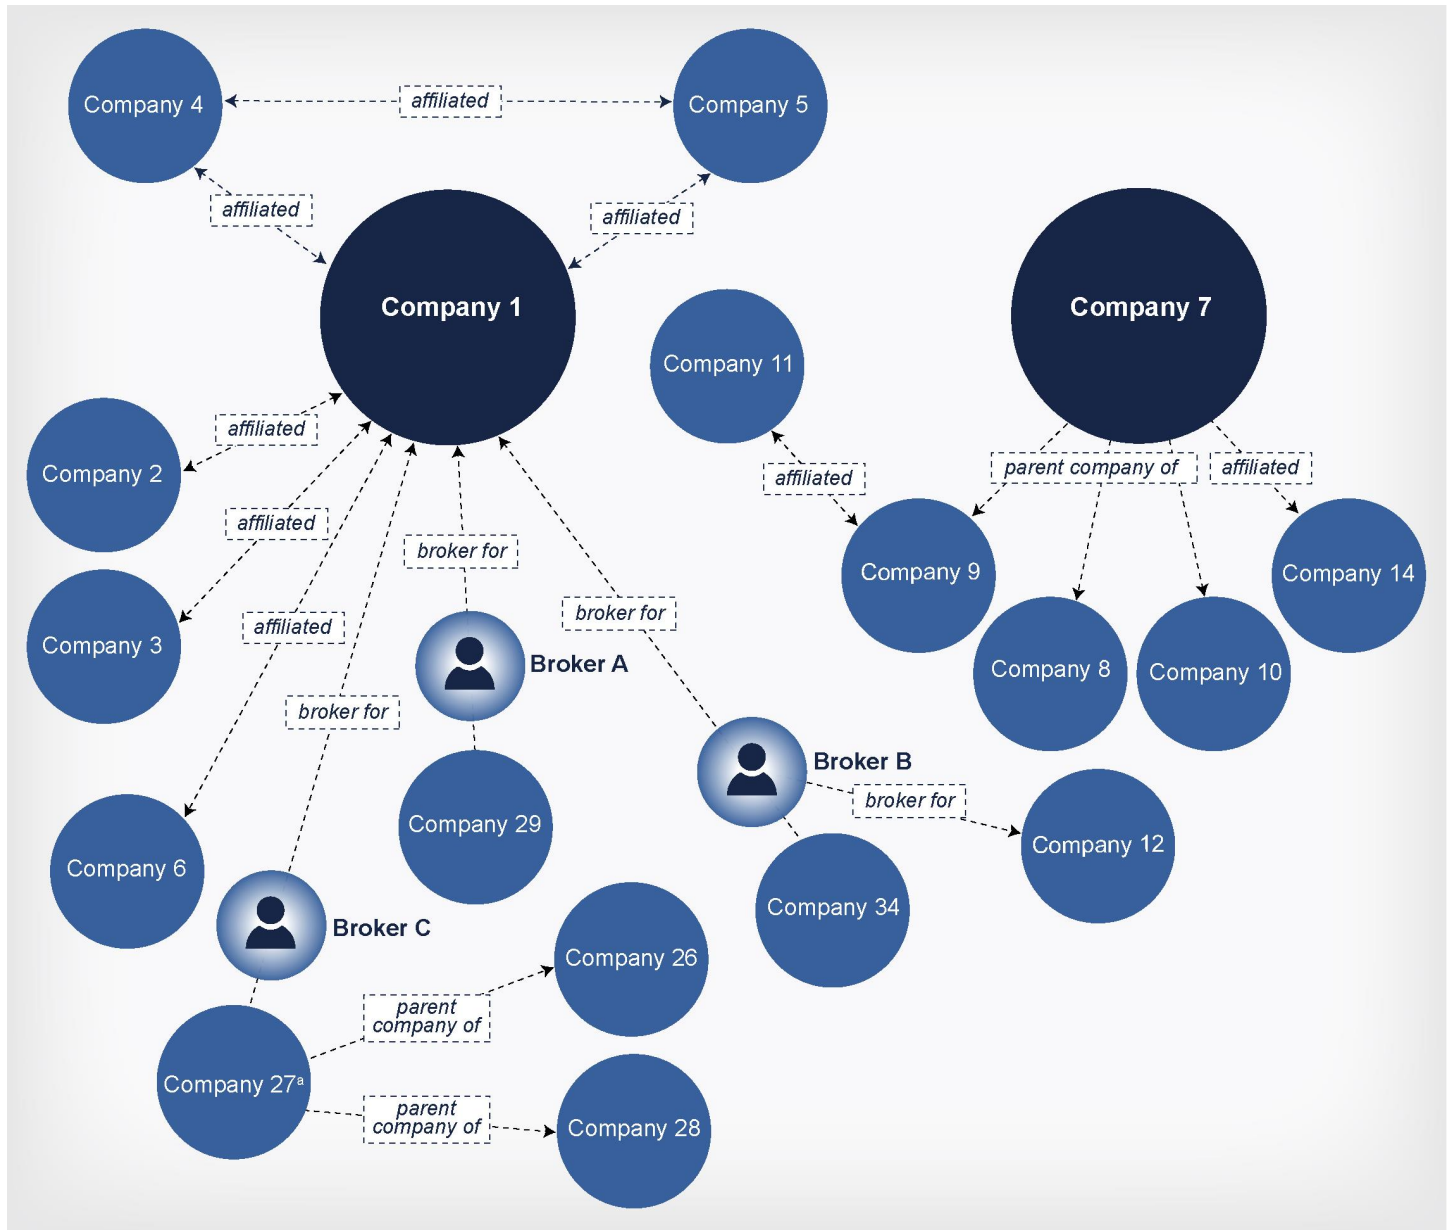 Company 4
affiliated
Company 5
affiliated
affiliated
Company 1
Company 7
Company 11
affiliated
Company 2
affiliated
parent company of
affiliated
affiliated
Company 3
broker for
Company 9
Company 14
affiliated
broker for
Broker A
Company 8
Company 10
broker for
Broker B
broker for
Company 29
Company 12
Company 6
Company 34
Broker C
Company 26
parent
company of
Company 27ᵃ
parent
company of
Company 28